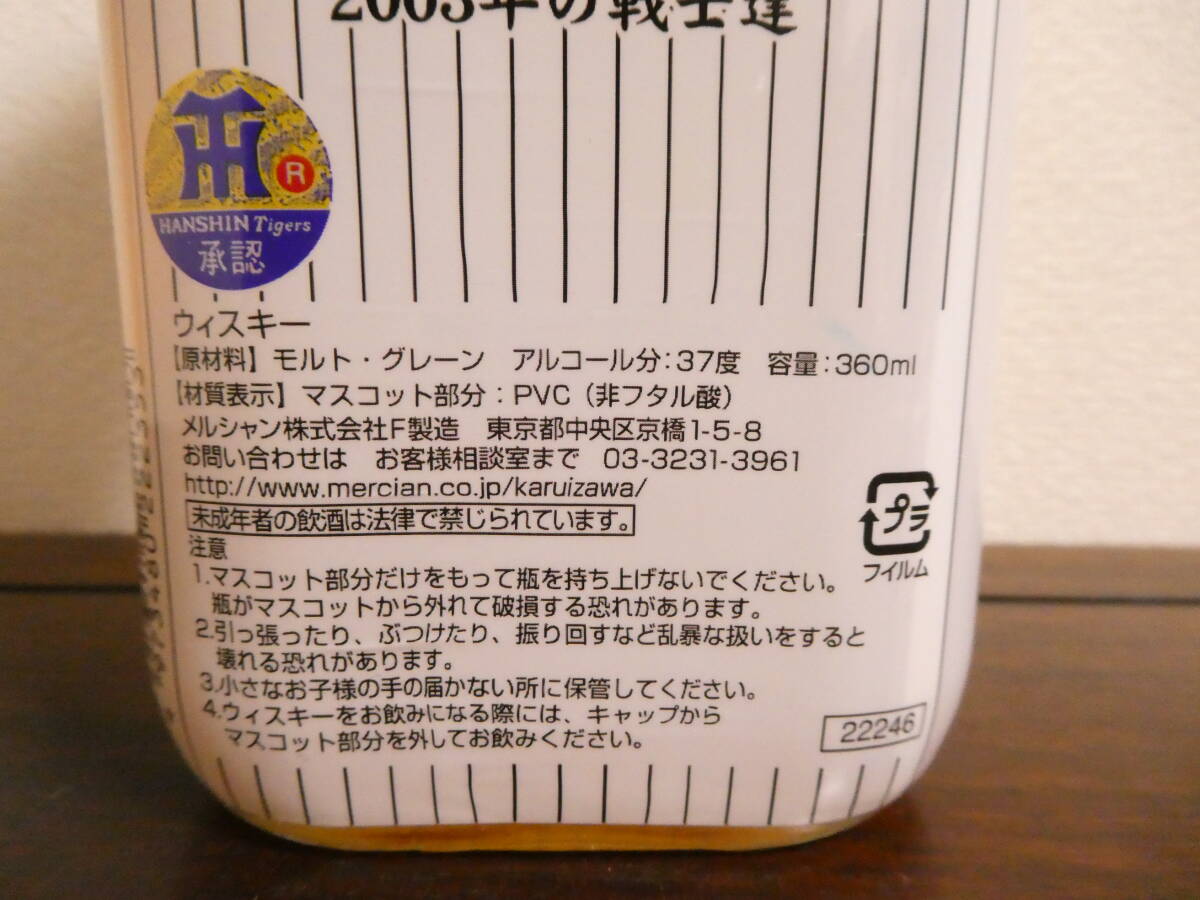 2003年の戦士達
R
HANSHIN Tigers
承認
ウィスキー
【原材料】モルト・グレーン アルコール分：37度 容量：360ml
【材質表示】マスコット部分：PVC（非フタル酸）
メルシャン株式会社F製造 東京都中央区京橋1-5-8
お問い合わせは お客様相談室まで 03-3231-3961
http://www.mercian.co.jp/karuizawa/
未成年者の飲酒は法律で禁じられています。
注意
1.マスコット部分だけをもって瓶を持ち上げないでください。
瓶がマスコットから外れて破損する恐れがあります。
2.引っ張ったり、ぶつけたり、振り回すなど乱暴な扱いをすると
壊れる恐れがあります。
3.小さなお子様の手の届かない所に保管してください。
4.ウィスキーをお飲みになる際には、キャップから
マスコット部分を外してお飲みください。
プラ
フィルム
22246